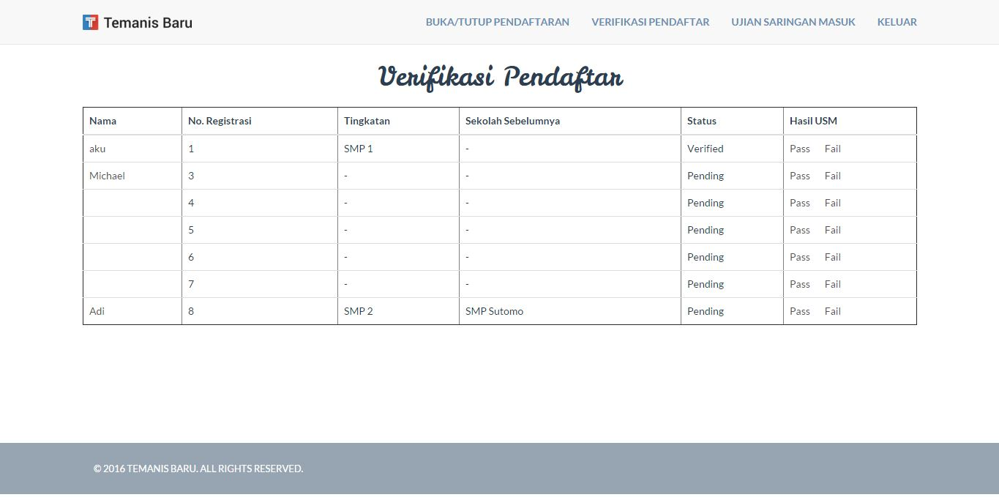 Temanis Baru BUKA/TUTUP PENDAFTARAN VERIFIKASI PENDAFTAR UJIAN SARINGAN MASUK KELUAR
Verifikasi Pendaftar
Nama No. Registrasi Tingkatan Sekolah Sebelumnya Status Hasil USM
aku 1 SMP 1 - Verified Pass Fail
Michael 3 - - Pending Pass Fail
4 - - Pending Pass Fail
5 - - Pending Pass Fail
6 - - Pending Pass Fail
7 - - Pending Pass Fail
Adi 8 SMP 2 SMP Sutomo Pending Pass Fail
© 2016 TEMANIS BARU. ALL RIGHTS RESERVED.